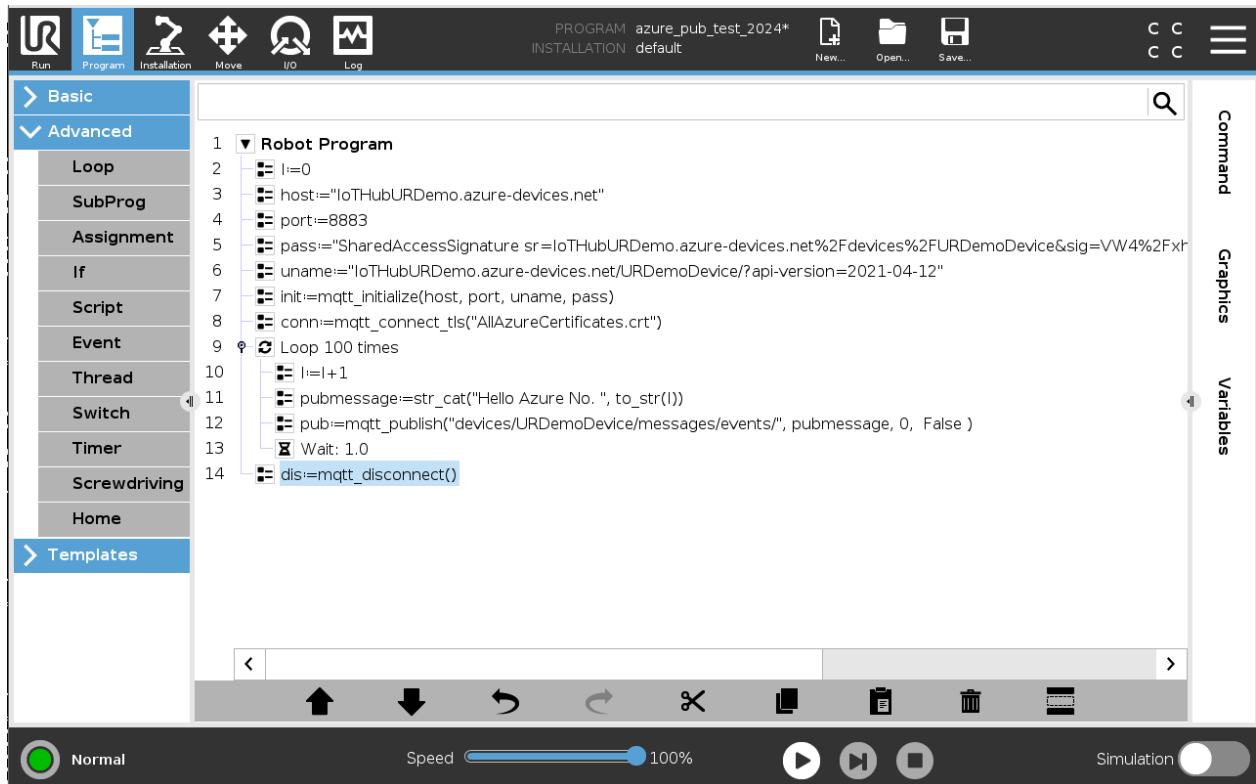 UR
Run
Program
Installation
Move
I/O
Log
PROGRAM azure_pub_test_2024*
INSTALLATION default
New...
Open...
Save...
C C
C C
Basic
Advanced
Loop
SubProg
Assignment
If
Script
Event
Thread
Switch
Timer
Screwdriving
Home
Templates
1 Robot Program
2 I:=0
3 host:="IoTHubURDemo.azure-devices.net"
4 port:=8883
5 pass:="SharedAccessSignature sr=IoTHubURDemo.azure-devices.net%2Fdevices%2FURDemoDevice&sig=VW4%2Fxh
6 uname:="IoTHubURDemo.azure-devices.net/URDemoDevice/?api-version=2021-04-12"
7 init:=mqtt_initialize(host, port, uname, pass)
8 conn:=mqtt_connect_tls("AllAzureCertificates.crt")
9 Loop 100 times
10 I:=I+1
11 pubmessage:=str_cat("Hello Azure No. ", to_str(I))
12 pub:=mqtt_publish("devices/URDemoDevice/messages/events/", pubmessage, 0, False )
13 Wait: 1.0
14 dis:=mqtt_disconnect()
Command
Graphics
Variables
Normal
Speed
100%
Simulation